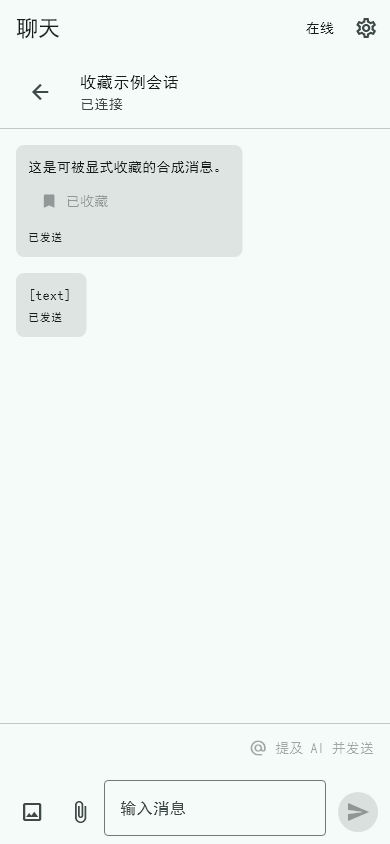 聊天
在线
收藏示例会话
已连接
这是可被显式收藏的合成消息。
已收藏
已发送
[text]
已发送
提及 AI 并发送
输入消息